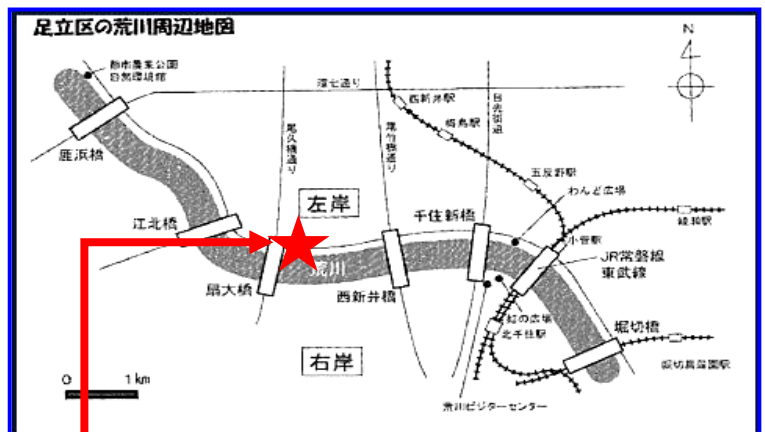 足立区の荒川周辺地図
N
都市農業公園
自然環境館
環七通り
西新井駅
日光街道
梅島駅
尾久橋通り
尾竹橋通り
鹿浜橋
五反野駅
わんど広場
左岸
千住新橋
綾瀬駅
江北橋
小菅駅
JR常磐線
東武線
荒川
扇大橋
西新井橋
虹の広場
北千住駅
堀切橋
右岸
堀切菖蒲園駅
0 1km
荒川ビジターセンター